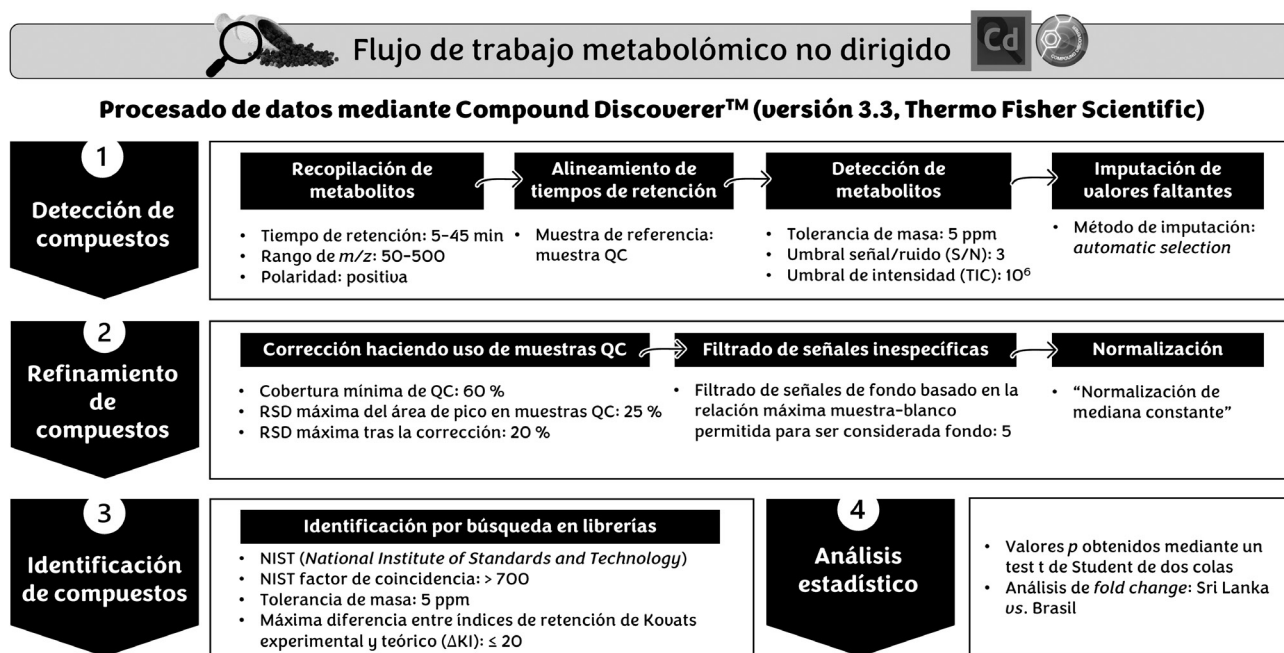 Flujo de trabajo metabolómico no dirigido
Cd
Procesado de datos mediante Compound Discoverer™ (versión 3.3, Thermo Fisher Scientific)
1
Detección de
compuestos
Recopilación de
metabolitos
• Tiempo de retención: 5-45 min
• Rango de m/z: 50-500
• Polaridad: positiva
Alineamiento de
tiempos de retención
• Muestra de referencia:
muestra QC
Detección de
metabolitos
• Tolerancia de masa: 5 ppm
• Umbral señal/ruido (S/N): 3
• Umbral de intensidad (TIC): 10⁶
Imputación de
valores faltantes
• Método de imputación:
automatic selection
2
Refinamiento
de
compuestos
Corrección haciendo uso de muestras QC
• Cobertura mínima de QC: 60 %
• RSD máxima del área de pico en muestras QC: 25 %
• RSD máxima tras la corrección: 20 %
Filtrado de señales inespecíficas
• Filtrado de señales de fondo basado en la
relación máxima muestra-blanco
permitida para ser considerada fondo: 5
Normalización
• “Normalización de
mediana constante”
3
Identificación
de compuestos
Identificación por búsqueda en librerías
• NIST (National Institute of Standards and Technology)
• NIST factor de coincidencia: > 700
• Tolerancia de masa: 5 ppm
• Máxima diferencia entre índices de retención de Kovats
experimental y teórico (ΔKI): ≤ 20
4
Análisis
estadístico
• Valores p obtenidos mediante un
test t de Student de dos colas
• Análisis de fold change: Sri Lanka
vs. Brasil